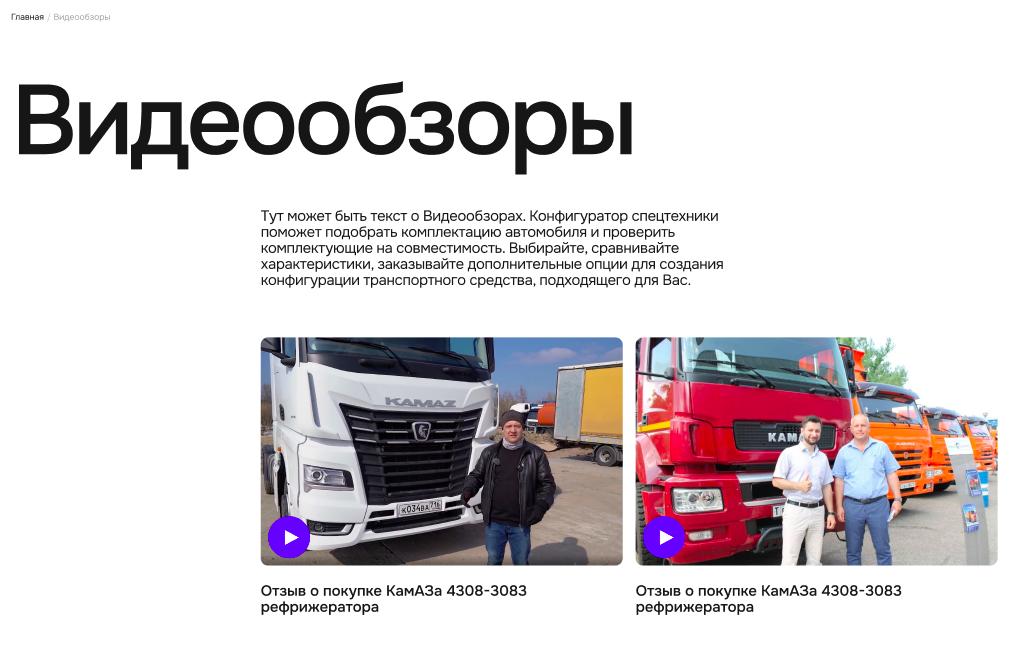 Главная / Видеообзоры
Видеообзоры
Тут может быть текст о Видеообзорах. Конфигуратор спецтехники
поможет подобрать комплектацию автомобиля и проверить
комплектующие на совместимость. Выбирайте, сравнивайте
характеристики, заказывайте дополнительные опции для создания
конфигурации транспортного средства, подходящего для Вас.
KAMAZ
К034ВА 716
КАМ
Отзыв о покупке КамАЗа 4308-3083
рефрижератора
Отзыв о покупке КамАЗа 4308-3083
рефрижератора